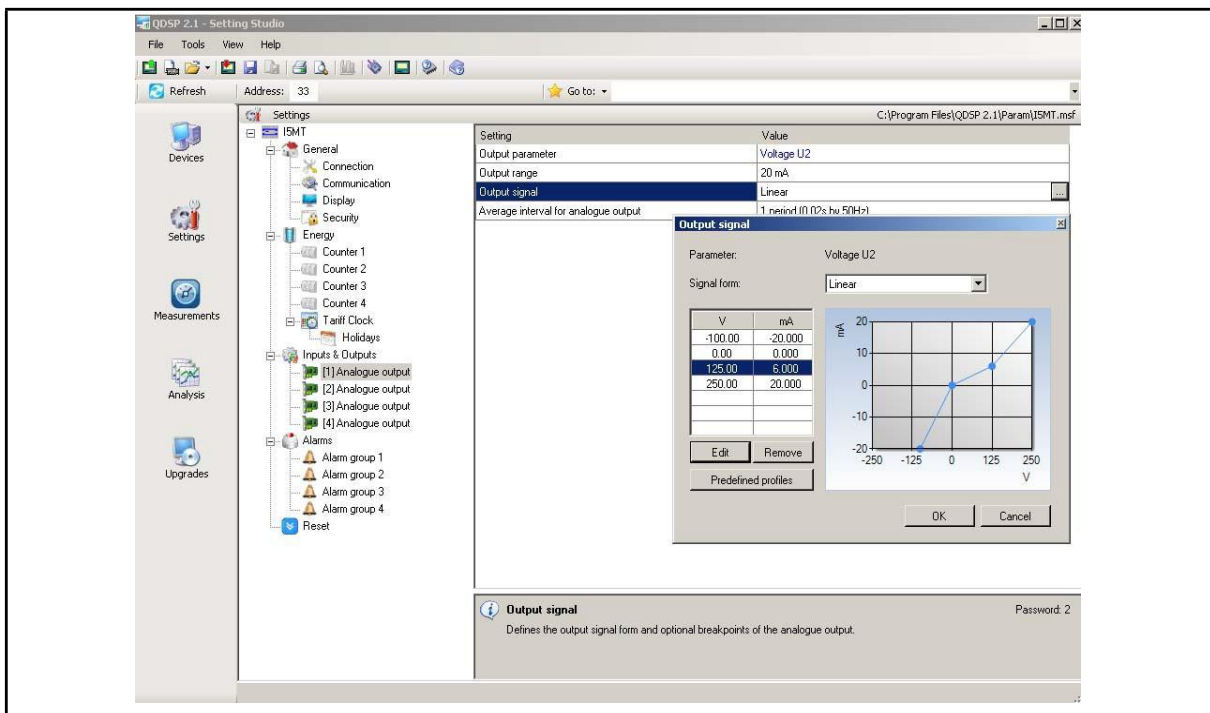 QDSP 2.1 - Setting Studio
File Tools View Help
Refresh Address: 33 Go to:
Settings C:\Program Files\QDSP 2.1\Param\I5MT.msf
Devices
Settings
Measurements
Analysis
Upgrades
I5MT
General
Connection
Communication
Display
Security
Energy
Counter 1
Counter 2
Counter 3
Counter 4
Tariff Clock
Holidays
Inputs & Outputs
[1] Analogue output
[2] Analogue output
[3] Analogue output
[4] Analogue output
Alarms
Alarm group 1
Alarm group 2
Alarm group 3
Alarm group 4
Reset
Setting Value
Output parameter Voltage U2
Output range 20 mA
Output signal Linear ...
Average interval for analogue output 1 period (0.02s by 50Hz)
Output signal
Parameter: Voltage U2
Signal form: Linear
V mA
-100.00 -20.000
0.00 0.000
125.00 6.000
250.00 20.000
Edit Remove
Predefined profiles
mA
20
10
0
-10
-20
-250 -125 0 125 250
V
OK Cancel
Output signal Password: 2
Defines the output signal form and optional breakpoints of the analogue output.